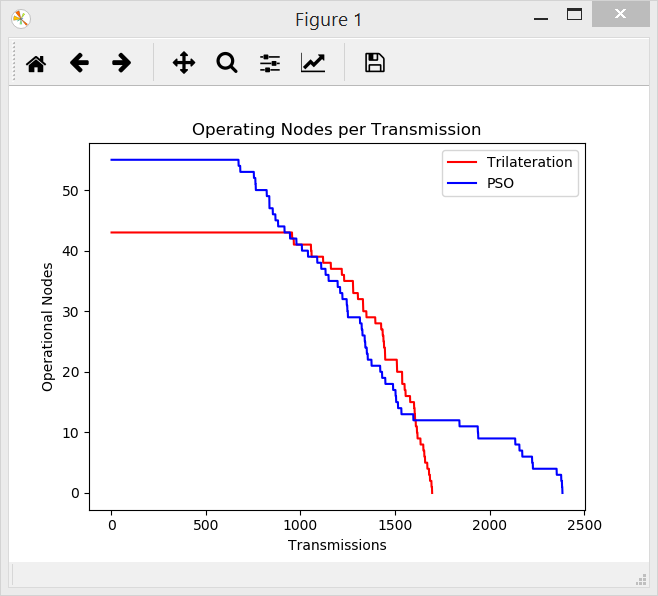 Figure 1
Operating Nodes per Transmission
Trilateration
PSO
Operational Nodes
50
40
30
20
10
0
0
500
1000
1500
2000
2500
Transmissions